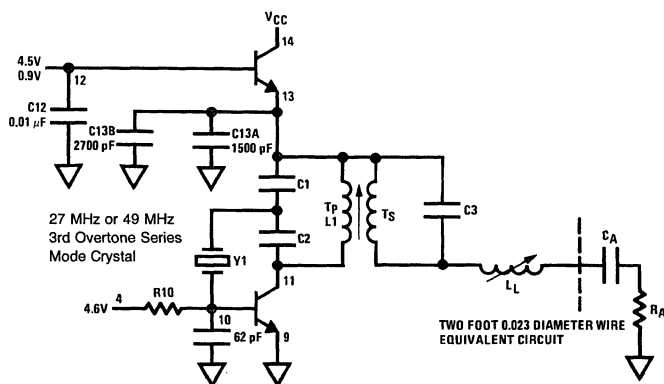 VCC
14
4.5V
0.9V
12
13
C12
0.01 µF
C13B
2700 pF
C13A
1500 pF
C1
TP
L1
TS
C3
27 MHz or 49 MHz
3rd Overtone Series
Mode Crystal
C2
Y1
11
CA
LL
4.6V
4
R10
10
62 pF
9
RA
TWO FOOT 0.023 DIAMETER WIRE
EQUIVALENT CIRCUIT